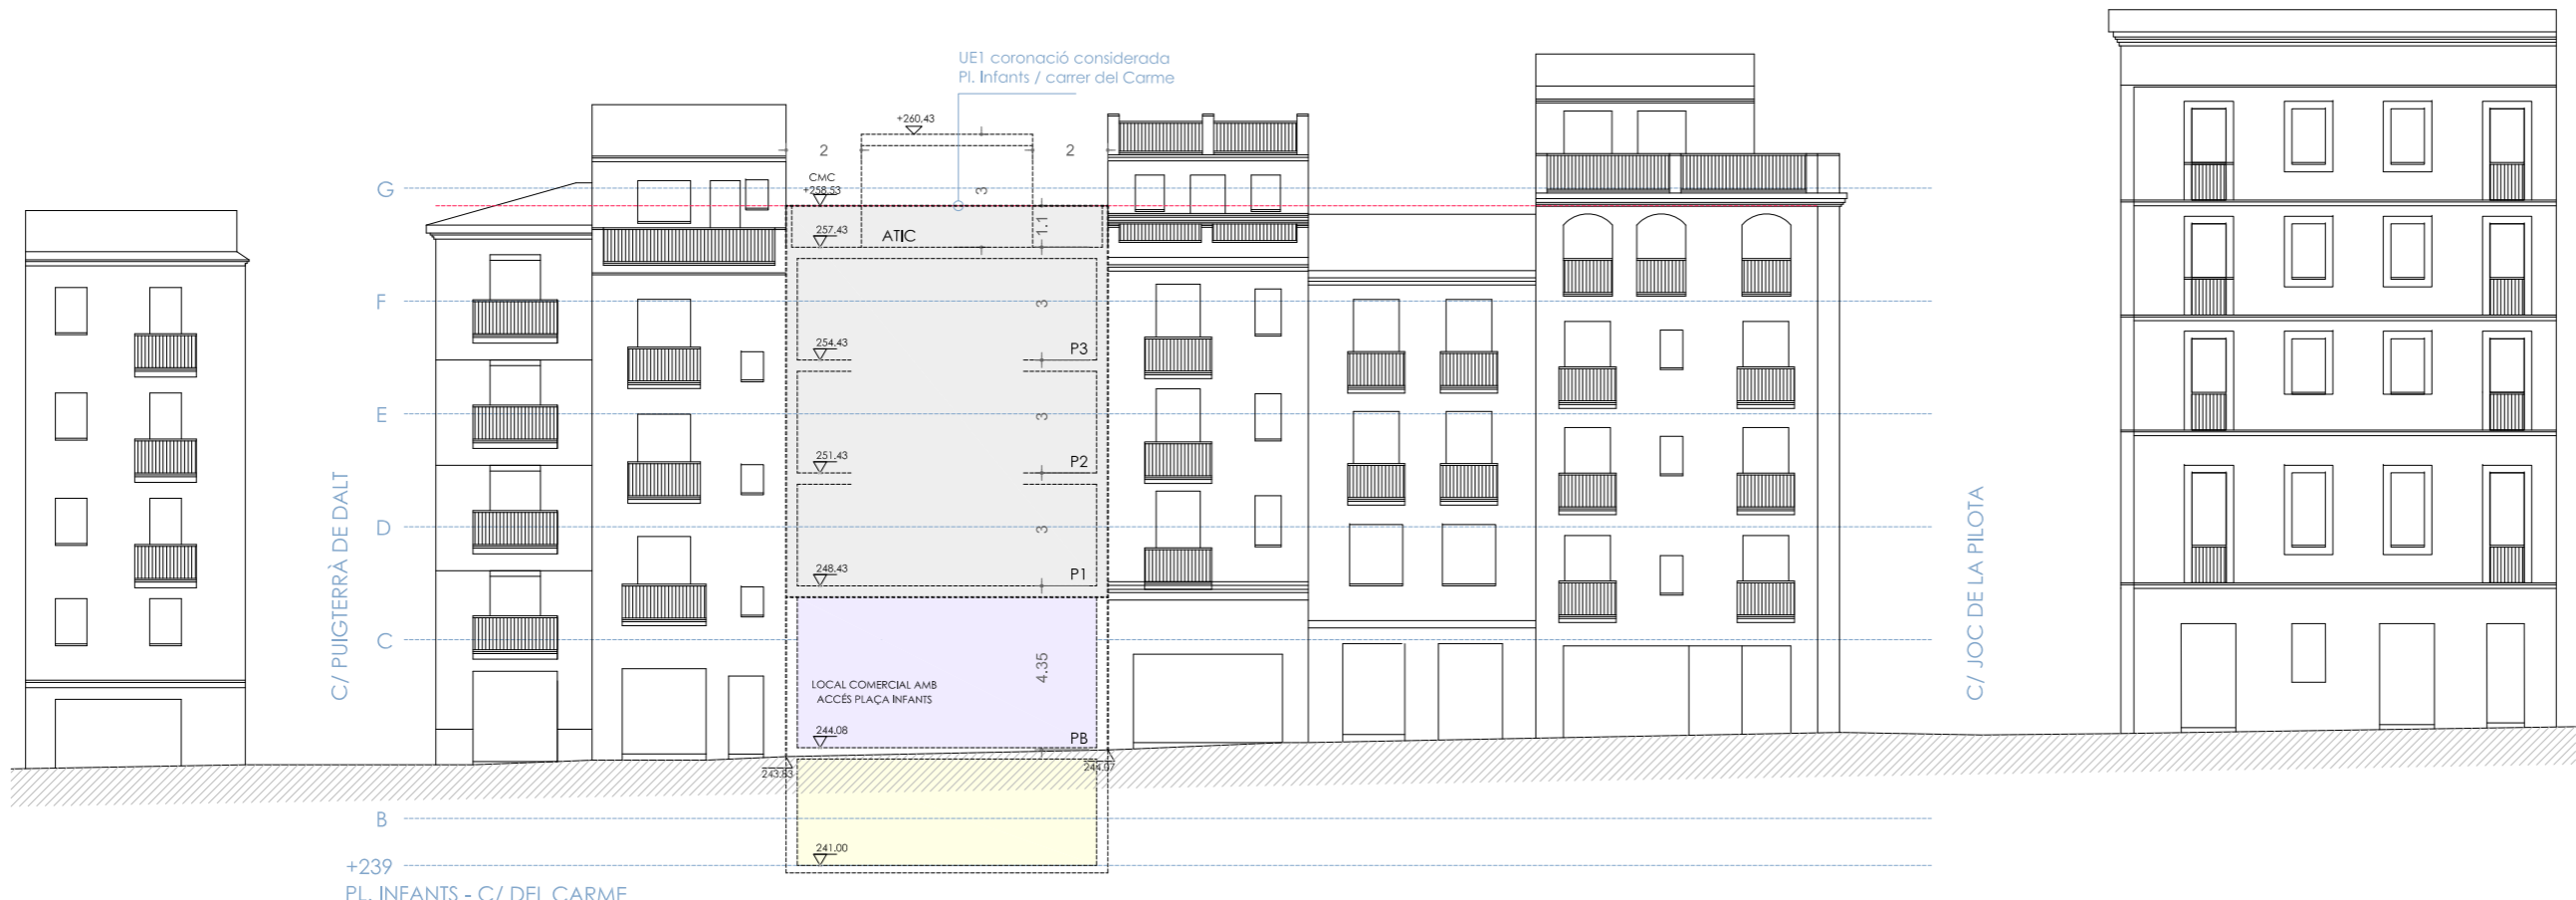 UE1 coronació considerada
Pl. Infants / carrer del Carme
+260.43
2
2
CMC
+258.53
G
3
257.43
ATIC
1.1
F
3
254.43
P3
E
3
251.43
P2
C/ PUIGTERRÀ DE DALT
C/ JOC DE LA PILOTA
D
3
248.43
P1
C
4.35
LOCAL COMERCIAL AMB
ACCÉS PLAÇA INFANTS
244.08
PB
243.83
244.07
B
241.00
+239
PL. INFANTS - C/ DEL CARME